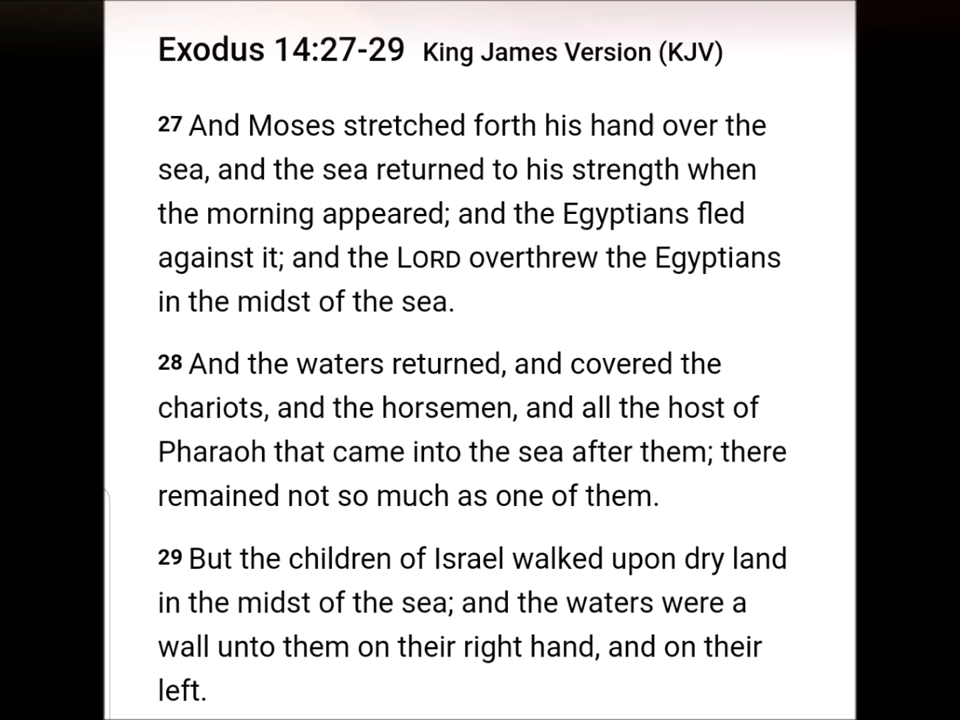 Exodus 14:27-29 King James Version (KJV)
27 And Moses stretched forth his hand over the
sea, and the sea returned to his strength when
the morning appeared; and the Egyptians fled
against it; and the LORD overthrew the Egyptians
in the midst of the sea.
28 And the waters returned, and covered the
chariots, and the horsemen, and all the host of
Pharaoh that came into the sea after them; there
remained not so much as one of them.
29 But the children of Israel walked upon dry land
in the midst of the sea; and the waters were a
wall unto them on their right hand, and on their
left.